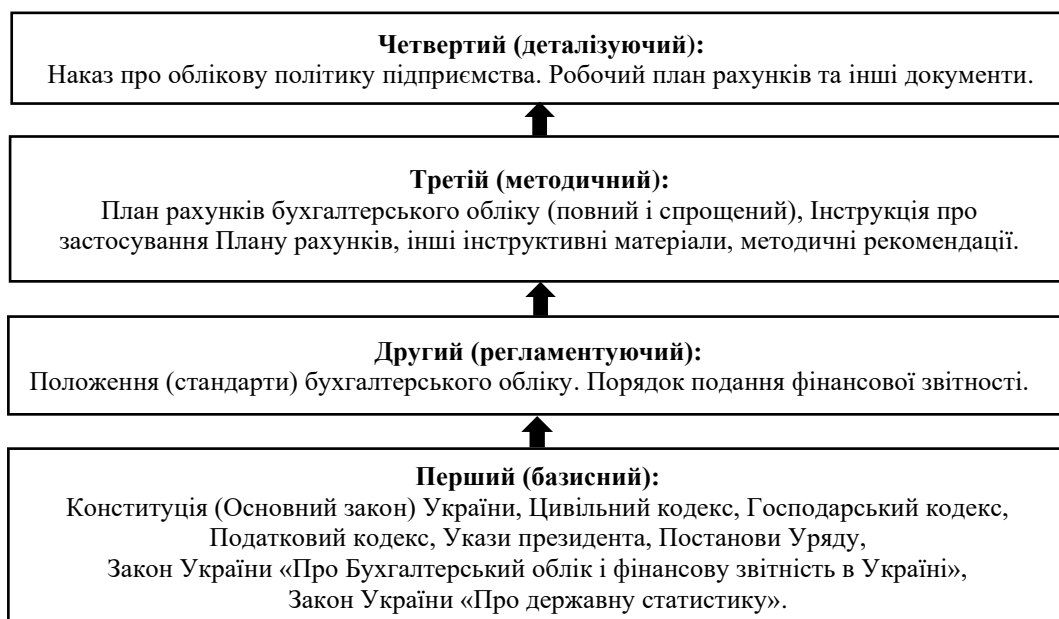 Четвертий (деталізуючий):
Наказ про облікову політику підприємства. Робочий план рахунків та інші документи.
Третій (методичний):
План рахунків бухгалтерського обліку (повний і спрощений), Інструкція про
застосування Плану рахунків, інші інструктивні матеріали, методичні рекомендації.
Другий (регламентуючий):
Положення (стандарти) бухгалтерського обліку. Порядок подання фінансової звітності.
Перший (базисний):
Конституція (Основний закон) України, Цивільний кодекс, Господарський кодекс,
Податковий кодекс, Укази президента, Постанови Уряду,
Закон України «Про Бухгалтерський облік і фінансову звітність в Україні»,
Закон України «Про державну статистику».